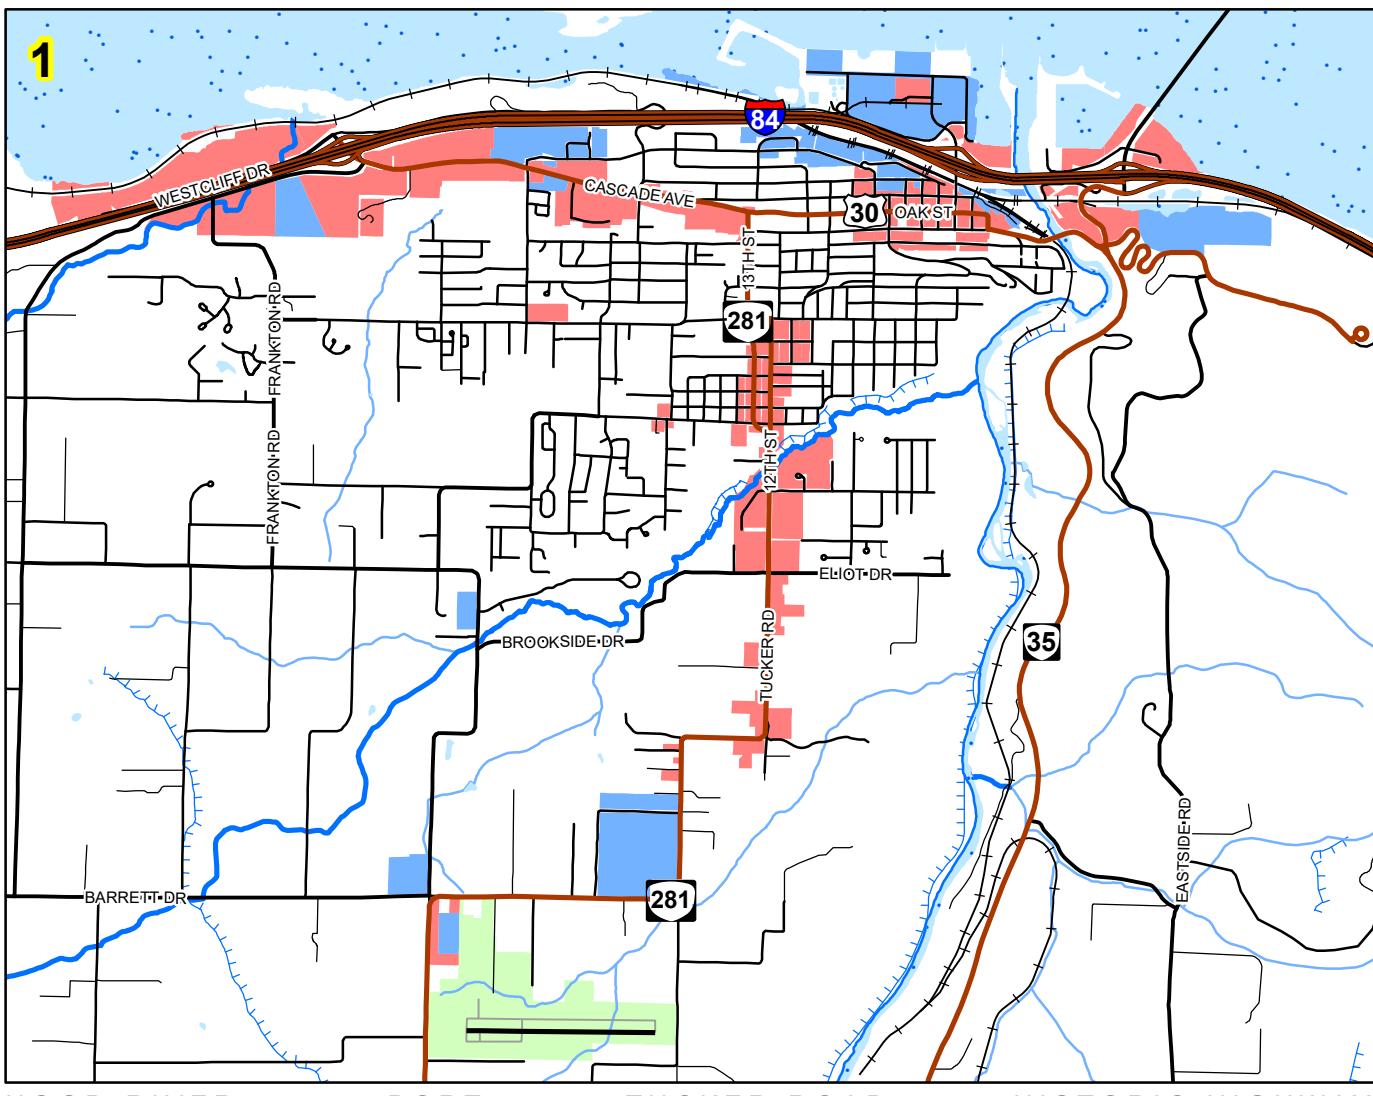 1
84
WESTCLIFF DR
CASCADE AVE
30
OAK ST
13TH ST
281
FRANKTON RD
FRANKTON RD
12TH ST
ELIOT DR
BROOKSIDE DR
TUCKER RD
35
EASTSIDE RD
BARRETT DR
281